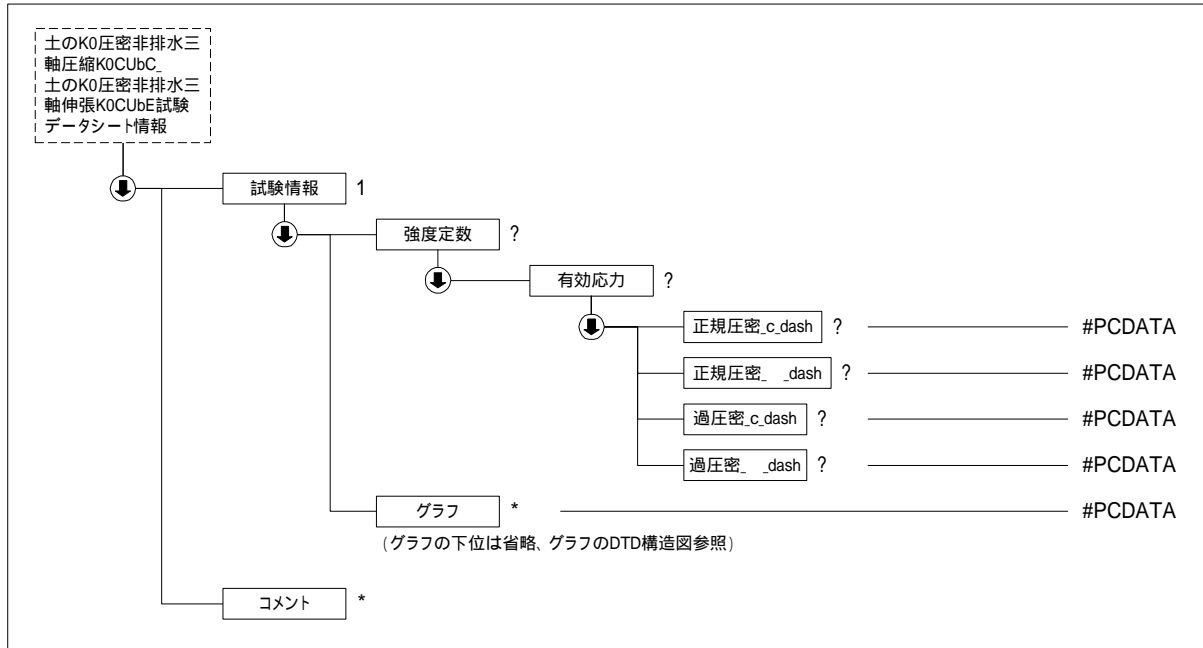 土のK0圧密非排水三
軸圧縮K0CUbC_
土のK0圧密非排水三
軸伸張K0CUbE試験
データシート情報
試験情報 1
強度定数 ?
有効応力 ?
正規圧密_c_dash ? #PCDATA
正規圧密_ _dash ? #PCDATA
過圧密_c_dash ? #PCDATA
過圧密_ _dash ? #PCDATA
グラフ * #PCDATA
(グラフの下位は省略、グラフのDTD構造図参照)
コメント *